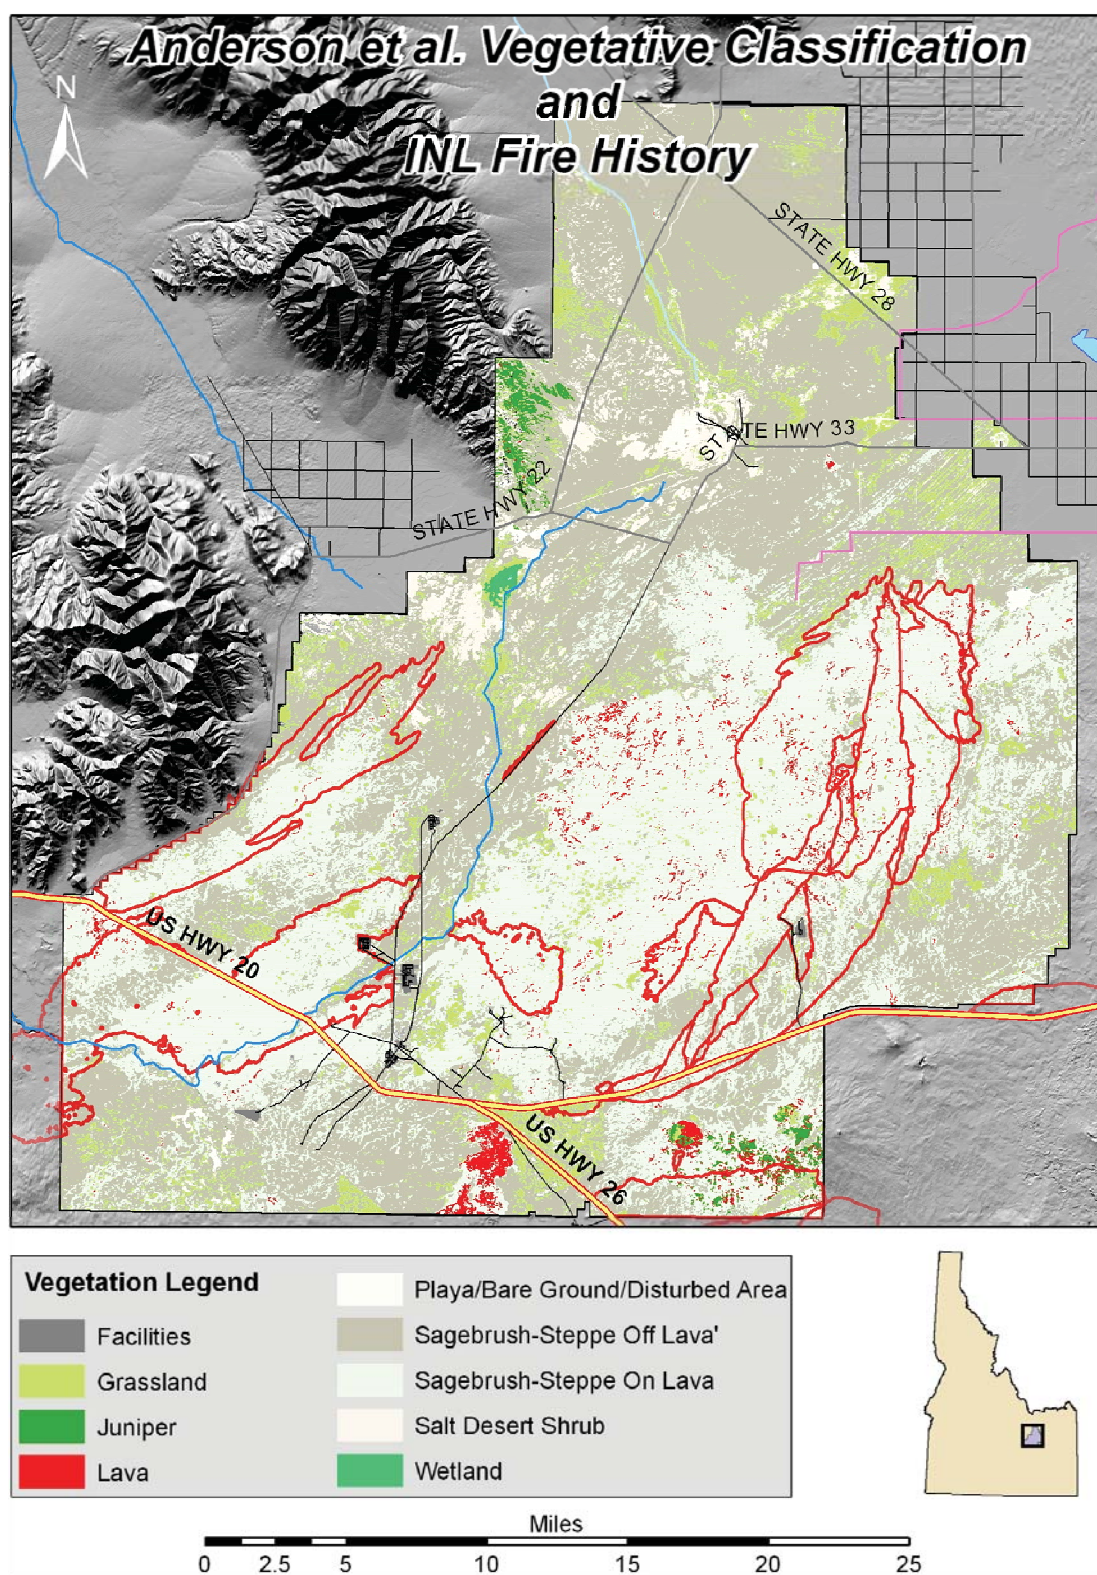 Anderson et al. Vegetative Classification
and
INL Fire History
N
STATE HWY 28
STATE HWY 33
STATE HWY 22
US HWY 20
US HWY 26
Vegetation Legend
Facilities
Grassland
Juniper
Lava
Playa/Bare Ground/Disturbed Area
Sagebrush-Steppe Off Lava'
Sagebrush-Steppe On Lava
Salt Desert Shrub
Wetland
Miles
0 2.5 5 10 15 20 25